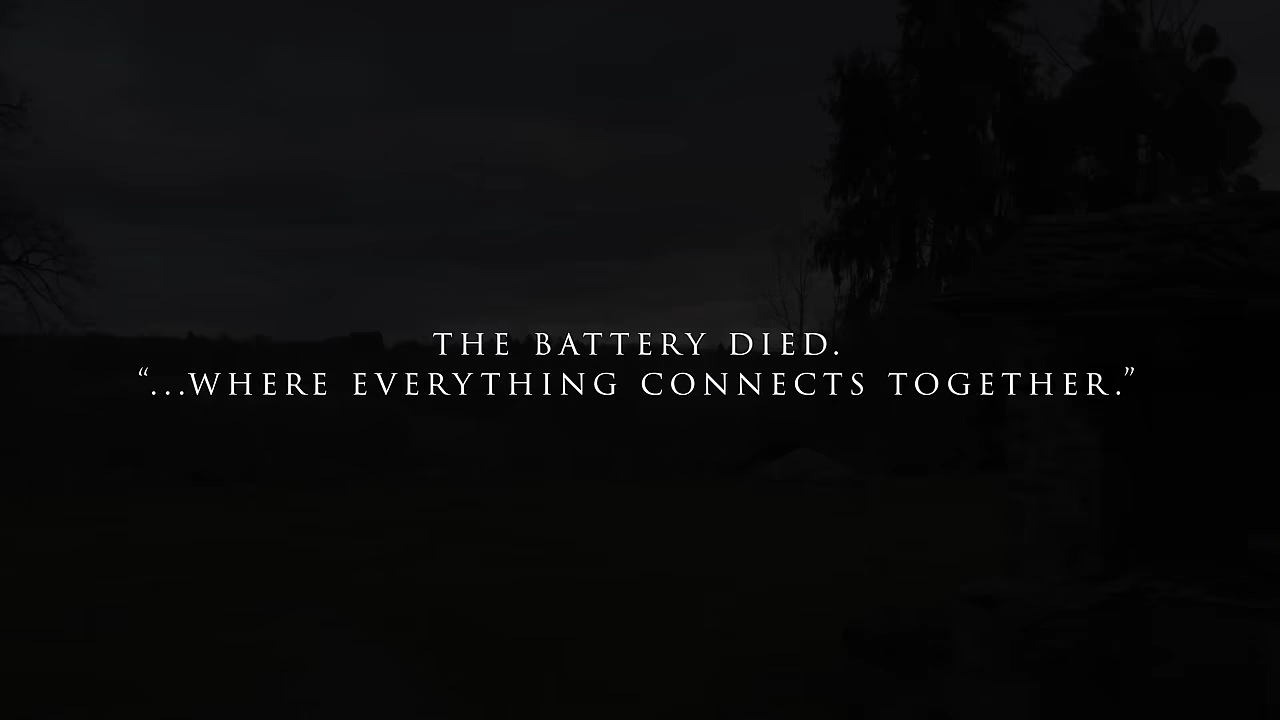 THE BATTERY DIED.
“...WHERE EVERYTHING CONNECTS TOGETHER.”